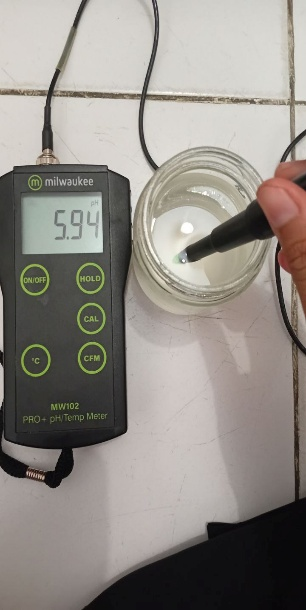 m milwaukee
pH
5.94
ON/OFF
HOLD
CAL
°C
CFM
MW102
PRO+ pH/Temp Meter